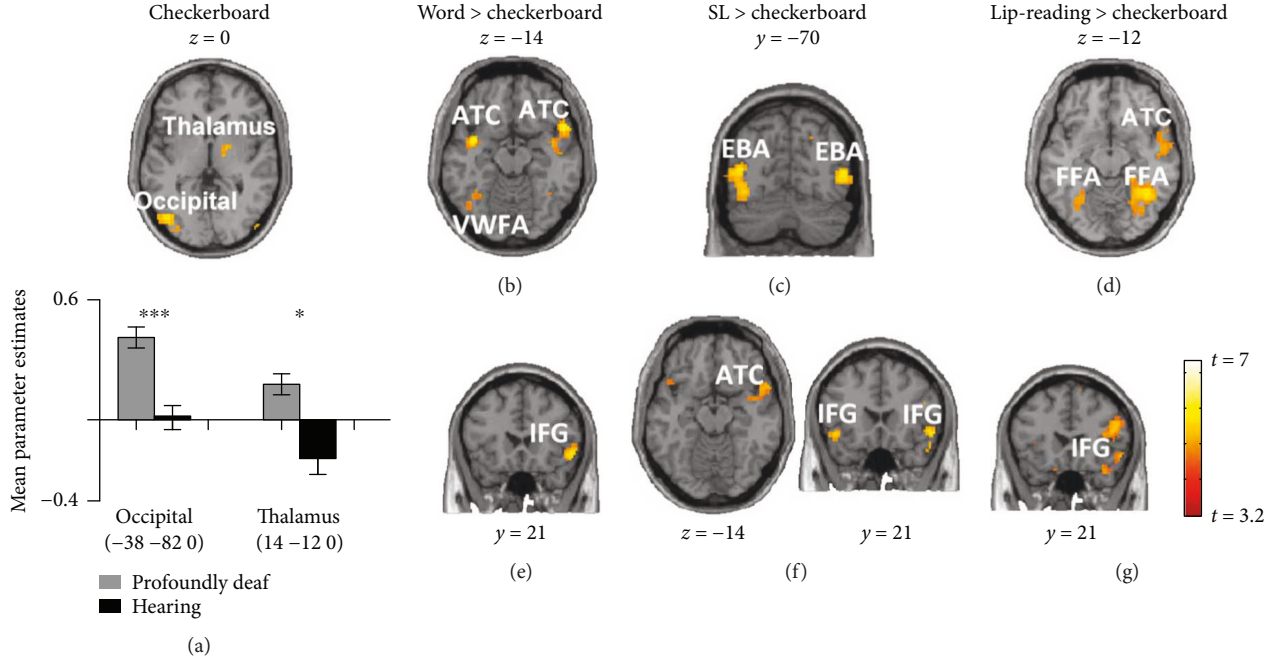 Checkerboard
z = 0
Thalamus
Occipital
Word > checkerboard
z = −14
ATC ATC
VWFA
(b)
SL > checkerboard
y = −70
EBA EBA
(c)
Lip-reading > checkerboard
z = −12
ATC
FFA FFA
(d)
Mean parameter estimates
0.6
−0.4
***
*
Occipital
(−38 −82 0)
Thalamus
(14 −12 0)
Profoundly deaf
Hearing
(a)
IFG
y = 21
(e)
ATC
z = −14
IFG IFG
y = 21
(f)
IFG
y = 21
(g)
t = 7
t = 3.2